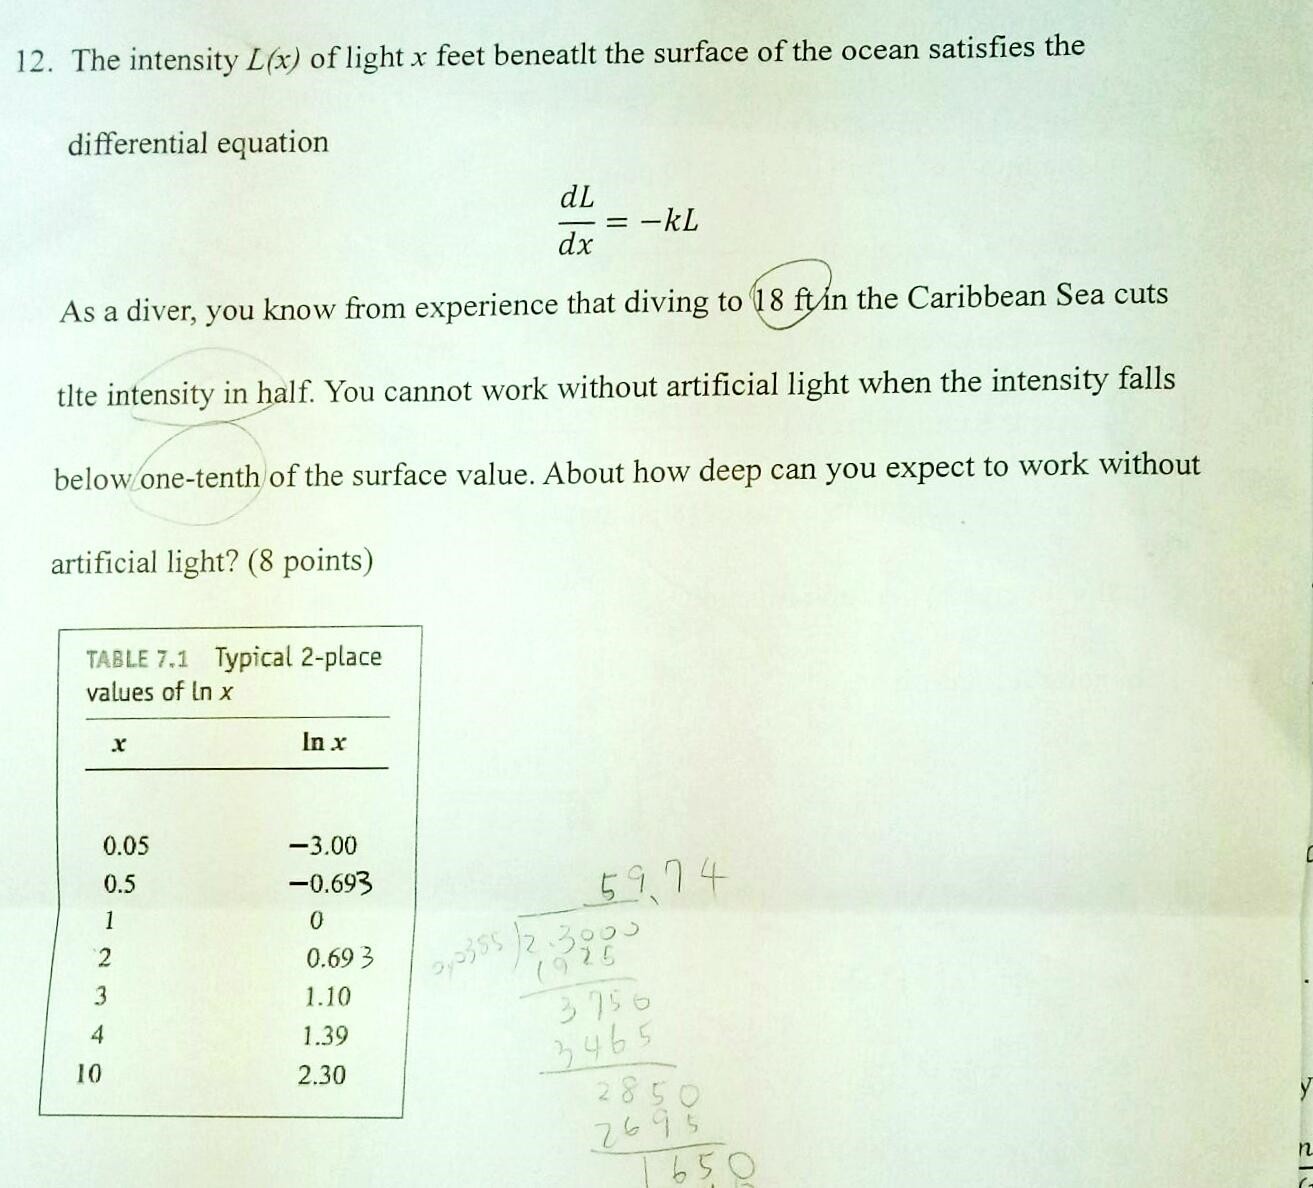 12. The intensity L(x) of light x feet beneatlt the surface of the ocean satisfies the
differential equation
dL
dx
= −kL
As a diver, you know from experience that diving to 18 ft in the Caribbean Sea cuts
tlte intensity in half. You cannot work without artificial light when the intensity falls
below one-tenth of the surface value. About how deep can you expect to work without
artificial light? (8 points)
TABLE 7.1 Typical 2-place
values of ln x
x ln x
0.05 −3.00
0.5 −0.693
1 0
2 0.693
3 1.10
4 1.39
10 2.30
59.74
2.3000
1925
3750
3465
2850
2695
1650
y
n